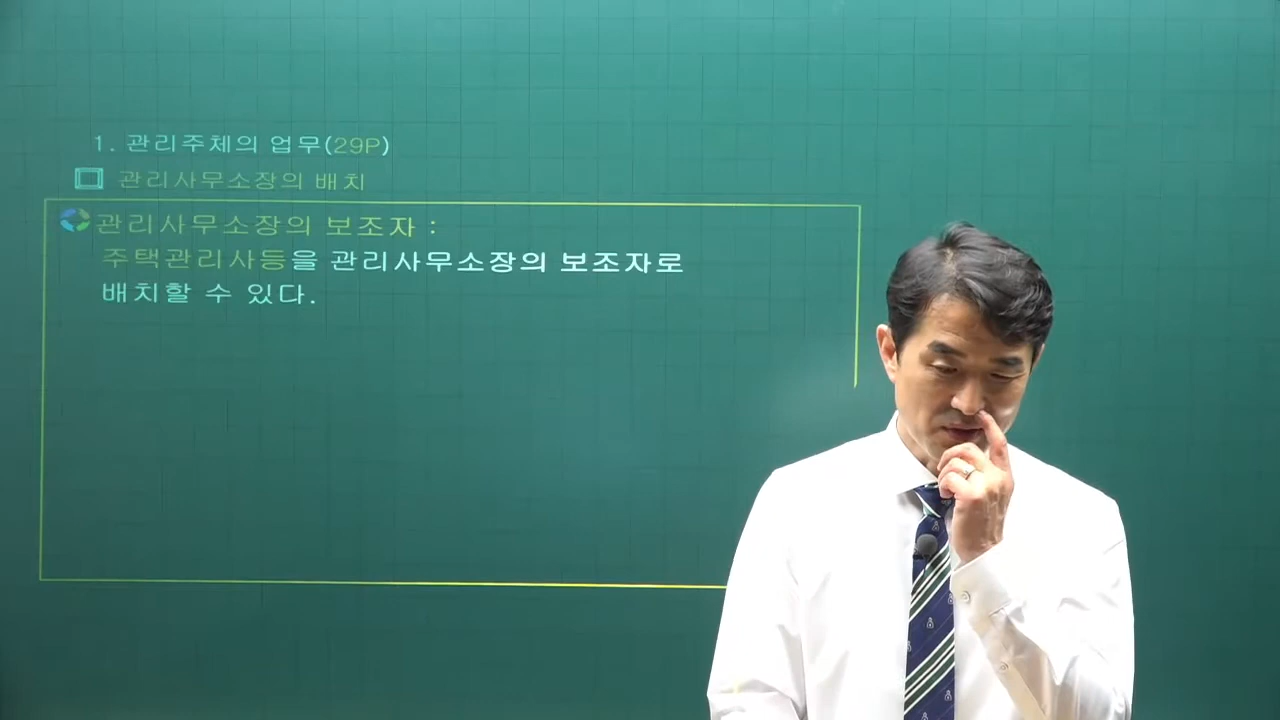 1. 관리주체의 업무(29P)
관리사무소장의 배치
관리사무소장의 보조자 :
주택관리사등을 관리사무소장의 보조자로
배치할 수 있다.